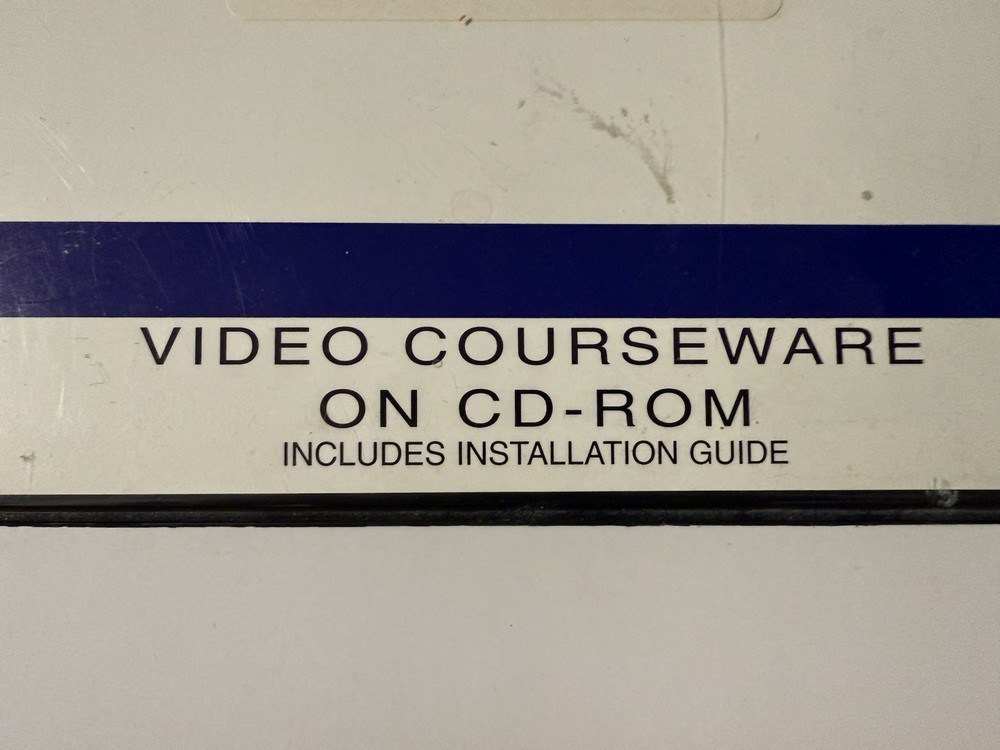 VIDEO COURSEWARE
ON CD-ROM
INCLUDES INSTALLATION GUIDE